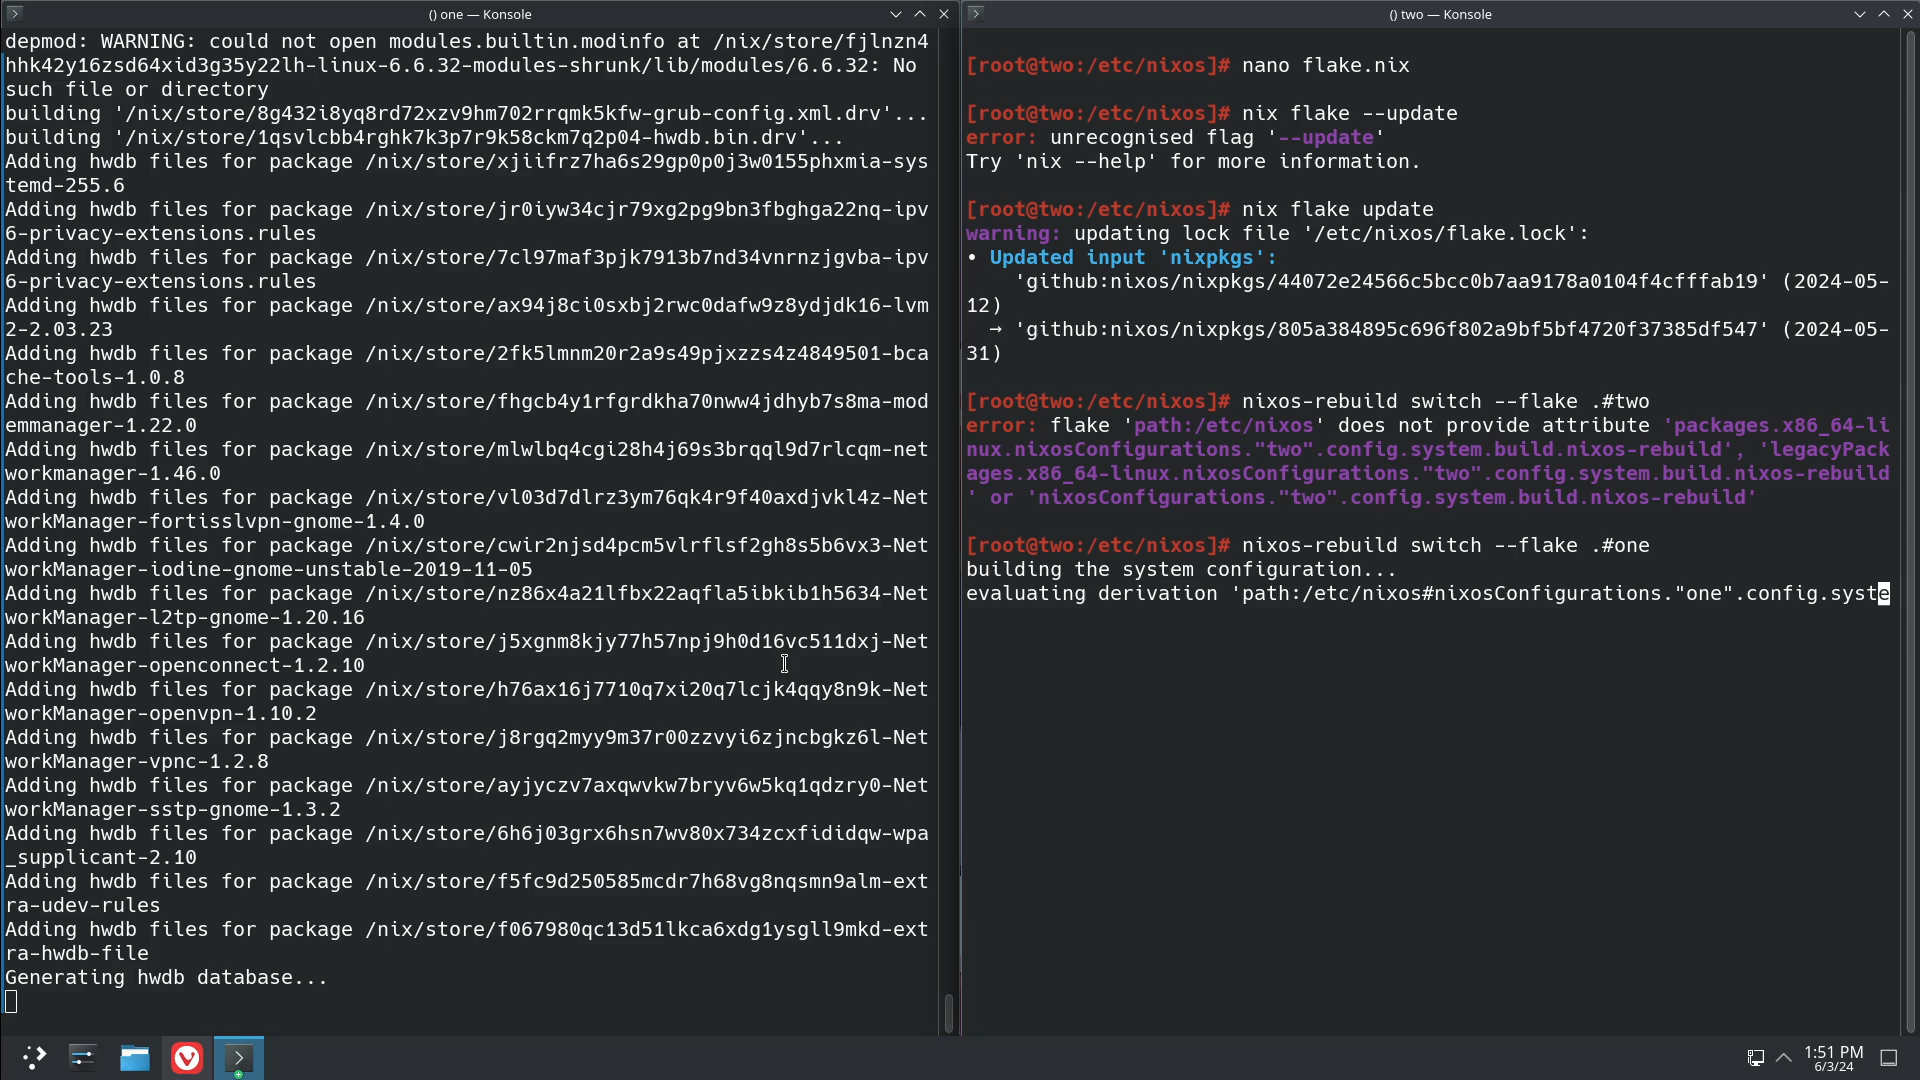 () one — Konsole
depmod: WARNING: could not open modules.builtin.modinfo at /nix/store/fjlnzn4
hhk42y16zsd64xid3g35y22lh-linux-6.6.32-modules-shrunk/lib/modules/6.6.32: No
such file or directory
building '/nix/store/8g432i8yq8rd72xzv9hm702rrqmk5kfw-grub-config.xml.drv'...
building '/nix/store/1qsvlcbb4rghk7k3p7r9k58ckm7q2p04-hwdb.bin.drv'...
Adding hwdb files for package /nix/store/xjiifrz7ha6s29gp0p0j3w0155phxmia-sys
temd-255.6
Adding hwdb files for package /nix/store/jr0iyw34cjr79xg2pg9bn3fbghga22nq-ipv
6-privacy-extensions.rules
Adding hwdb files for package /nix/store/7cl97maf3pjk7913b7nd34vnrnzjgvba-ipv
6-privacy-extensions.rules
Adding hwdb files for package /nix/store/ax94j8ci0sxbj2rwc0dafw9z8ydjdk16-lvm
2-2.03.23
Adding hwdb files for package /nix/store/2fk5lmnm20r2a9s49pjxzzs4z4849501-bca
che-tools-1.0.8
Adding hwdb files for package /nix/store/fhgcb4y1rfgrdkha70nww4jdhyb7s8ma-mod
emmanager-1.22.0
Adding hwdb files for package /nix/store/mlwlbq4cgi28h4j69s3brqql9d7rlcqm-net
workmanager-1.46.0
Adding hwdb files for package /nix/store/vl03d7dlrz3ym76qk4r9f40axdjvkl4z-Net
workManager-fortisslvpn-gnome-1.4.0
Adding hwdb files for package /nix/store/cwir2njsd4pcm5vlrflsf2gh8s5b6vx3-Net
workManager-iodine-gnome-unstable-2019-11-05
Adding hwdb files for package /nix/store/nz86x4a21lfbx22aqfla5ibkib1h5634-Net
workManager-l2tp-gnome-1.20.16
Adding hwdb files for package /nix/store/j5xgnm8kjy77h57npj9h0d16vc511dxj-Net
workManager-openconnect-1.2.10
Adding hwdb files for package /nix/store/h76ax16j7710q7xi20q7lcjk4qqy8n9k-Net
workManager-openvpn-1.10.2
Adding hwdb files for package /nix/store/j8rgq2myy9m37r00zzvyi6zjncbgkz6l-Net
workManager-vpnc-1.2.8
Adding hwdb files for package /nix/store/ayjyczv7axqwvkw7bryv6w5kq1qdzry0-Net
workManager-sstp-gnome-1.3.2
Adding hwdb files for package /nix/store/6h6j03grx6hsn7wv80x734zcxfididqw-wpa
_supplicant-2.10
Adding hwdb files for package /nix/store/f5fc9d250585mcdr7h68vg8nqsmn9alm-ext
ra-udev-rules
Adding hwdb files for package /nix/store/f067980qc13d51lkca6xdg1ysgll9mkd-ext
ra-hwdb-file
Generating hwdb database...
() two — Konsole
[root@two:/etc/nixos]# nano flake.nix
[root@two:/etc/nixos]# nix flake --update
error: unrecognised flag '--update'
Try 'nix --help' for more information.
[root@two:/etc/nixos]# nix flake update
warning: updating lock file '/etc/nixos/flake.lock':
• Updated input 'nixpkgs':
'github:nixos/nixpkgs/44072e24566c5bcc0b7aa9178a0104f4cfffab19' (2024-05-
12)
→ 'github:nixos/nixpkgs/805a384895c696f802a9bf5bf4720f37385df547' (2024-05-
31)
[root@two:/etc/nixos]# nixos-rebuild switch --flake .#two
error: flake 'path:/etc/nixos' does not provide attribute 'packages.x86_64-li
nux.nixosConfigurations."two".config.system.build.nixos-rebuild', 'legacyPack
ages.x86_64-linux.nixosConfigurations."two".config.system.build.nixos-rebuild
' or 'nixosConfigurations."two".config.system.build.nixos-rebuild'
[root@two:/etc/nixos]# nixos-rebuild switch --flake .#one
building the system configuration...
evaluating derivation 'path:/etc/nixos#nixosConfigurations."one".config.syste
1:51 PM
6/3/24